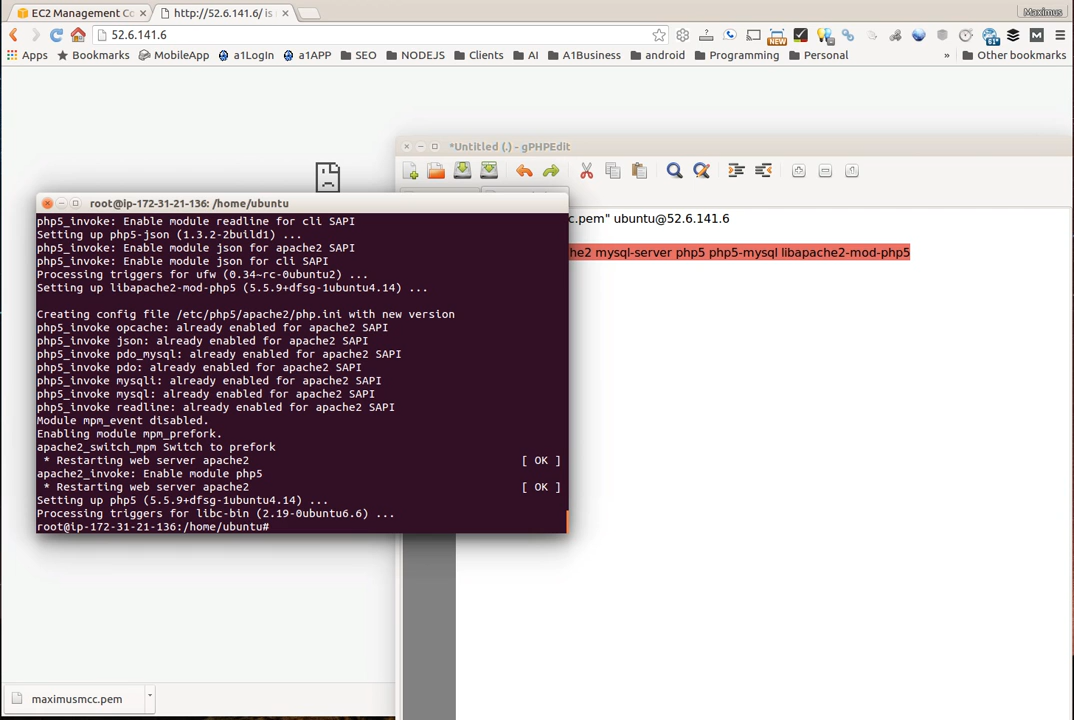 EC2 Management Co
http://52.6.141.6/ is
Maximus
52.6.141.6
NEW
61*
Apps Bookmarks MobileApp a1LogIn a1APP SEO NODEJS Clients AI A1Business android Programming Personal » Other bookmarks
*Untitled (.) - gPHPEdit
c.pem" ubuntu@52.6.141.6
he2 mysql-server php5 php5-mysql libapache2-mod-php5
root@ip-172-31-21-136: /home/ubuntu
php5_invoke: Enable module readline for cli SAPI
Setting up php5-json (1.3.2-2build1) ...
php5_invoke: Enable module json for apache2 SAPI
php5_invoke: Enable module json for cli SAPI
Processing triggers for ufw (0.34~rc-0ubuntu2) ...
Setting up libapache2-mod-php5 (5.5.9+dfsg-1ubuntu4.14) ...
Creating config file /etc/php5/apache2/php.ini with new version
php5_invoke opcache: already enabled for apache2 SAPI
php5_invoke json: already enabled for apache2 SAPI
php5_invoke pdo_mysql: already enabled for apache2 SAPI
php5_invoke pdo: already enabled for apache2 SAPI
php5_invoke mysqli: already enabled for apache2 SAPI
php5_invoke mysql: already enabled for apache2 SAPI
php5_invoke readline: already enabled for apache2 SAPI
Module mpm_event disabled.
Enabling module mpm_prefork.
apache2_switch_mpm Switch to prefork
* Restarting web server apache2 [ OK ]
apache2_invoke: Enable module php5
* Restarting web server apache2 [ OK ]
Setting up php5 (5.5.9+dfsg-1ubuntu4.14) ...
Processing triggers for libc-bin (2.19-0ubuntu6.6) ...
root@ip-172-31-21-136:/home/ubuntu#
maximusmcc.pem